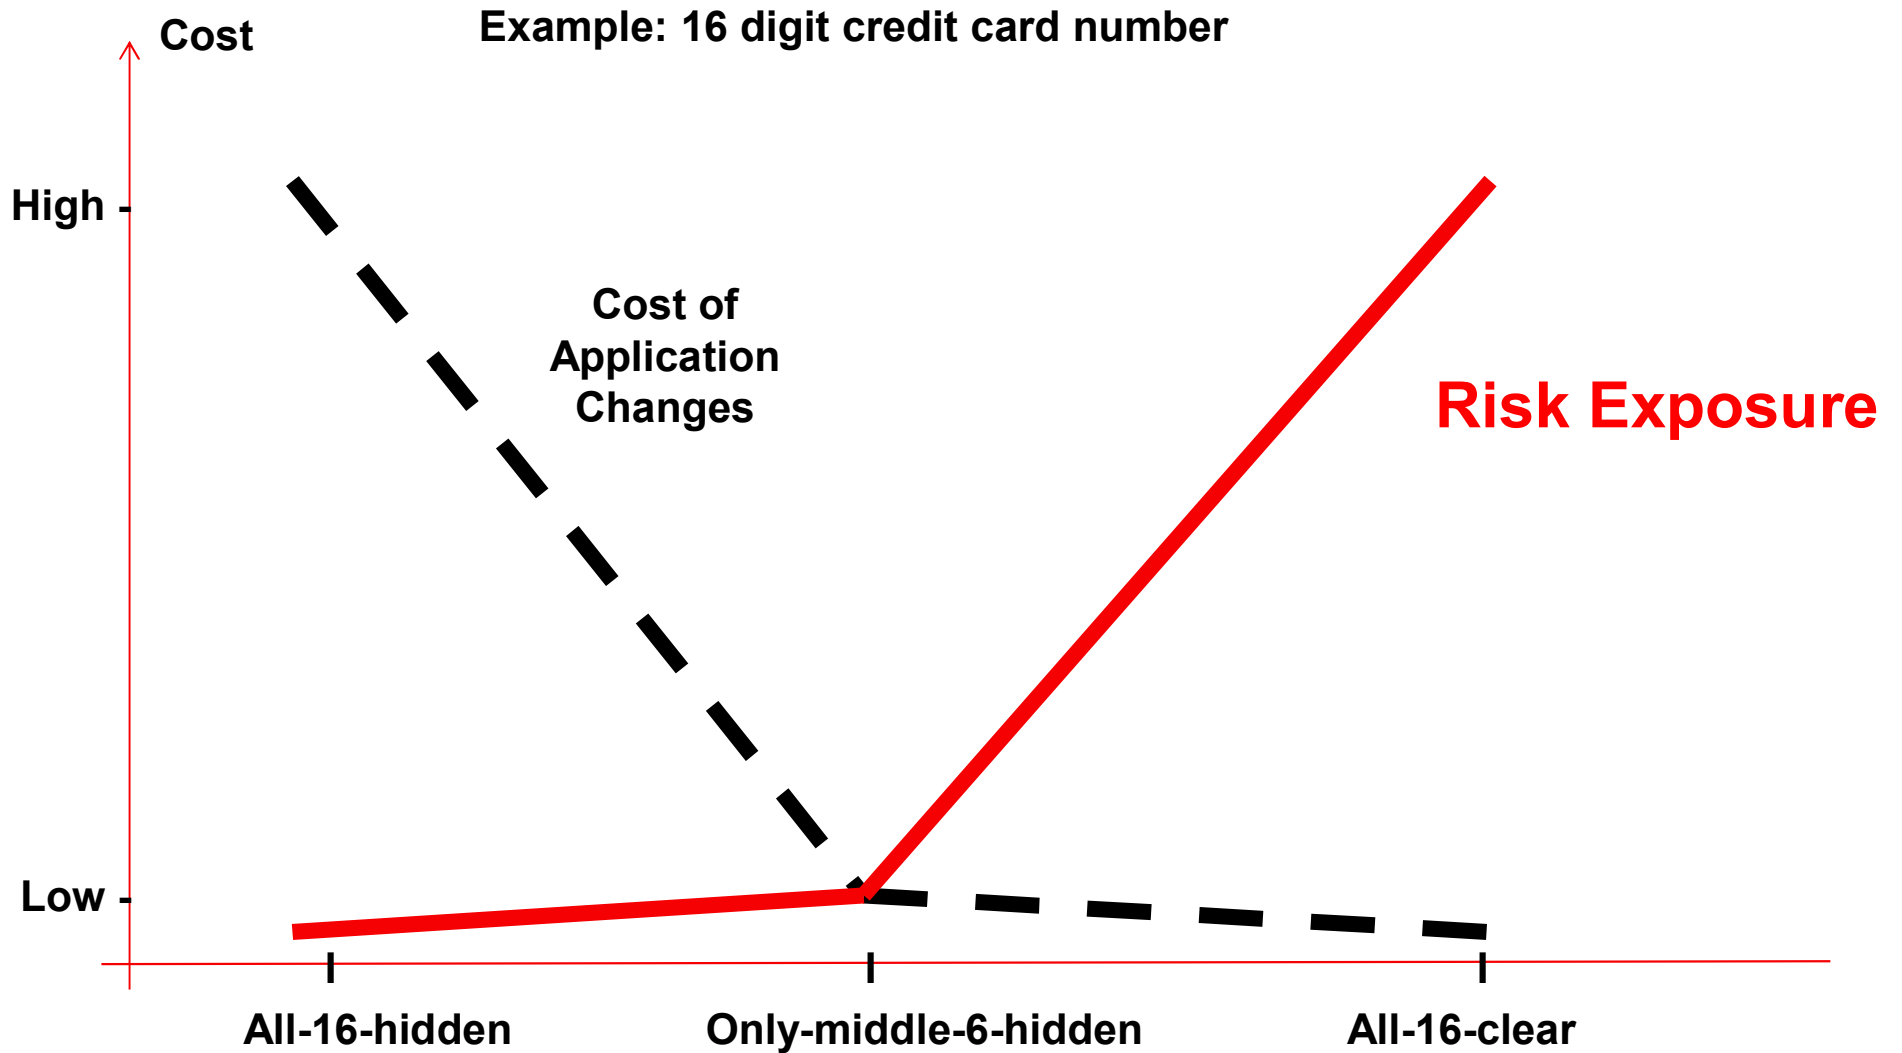 Example: 16 digit credit card number
Cost
High -
Cost of
Application
Changes
Risk Exposure
Low -
All-16-hidden
Only-middle-6-hidden
All-16-clear